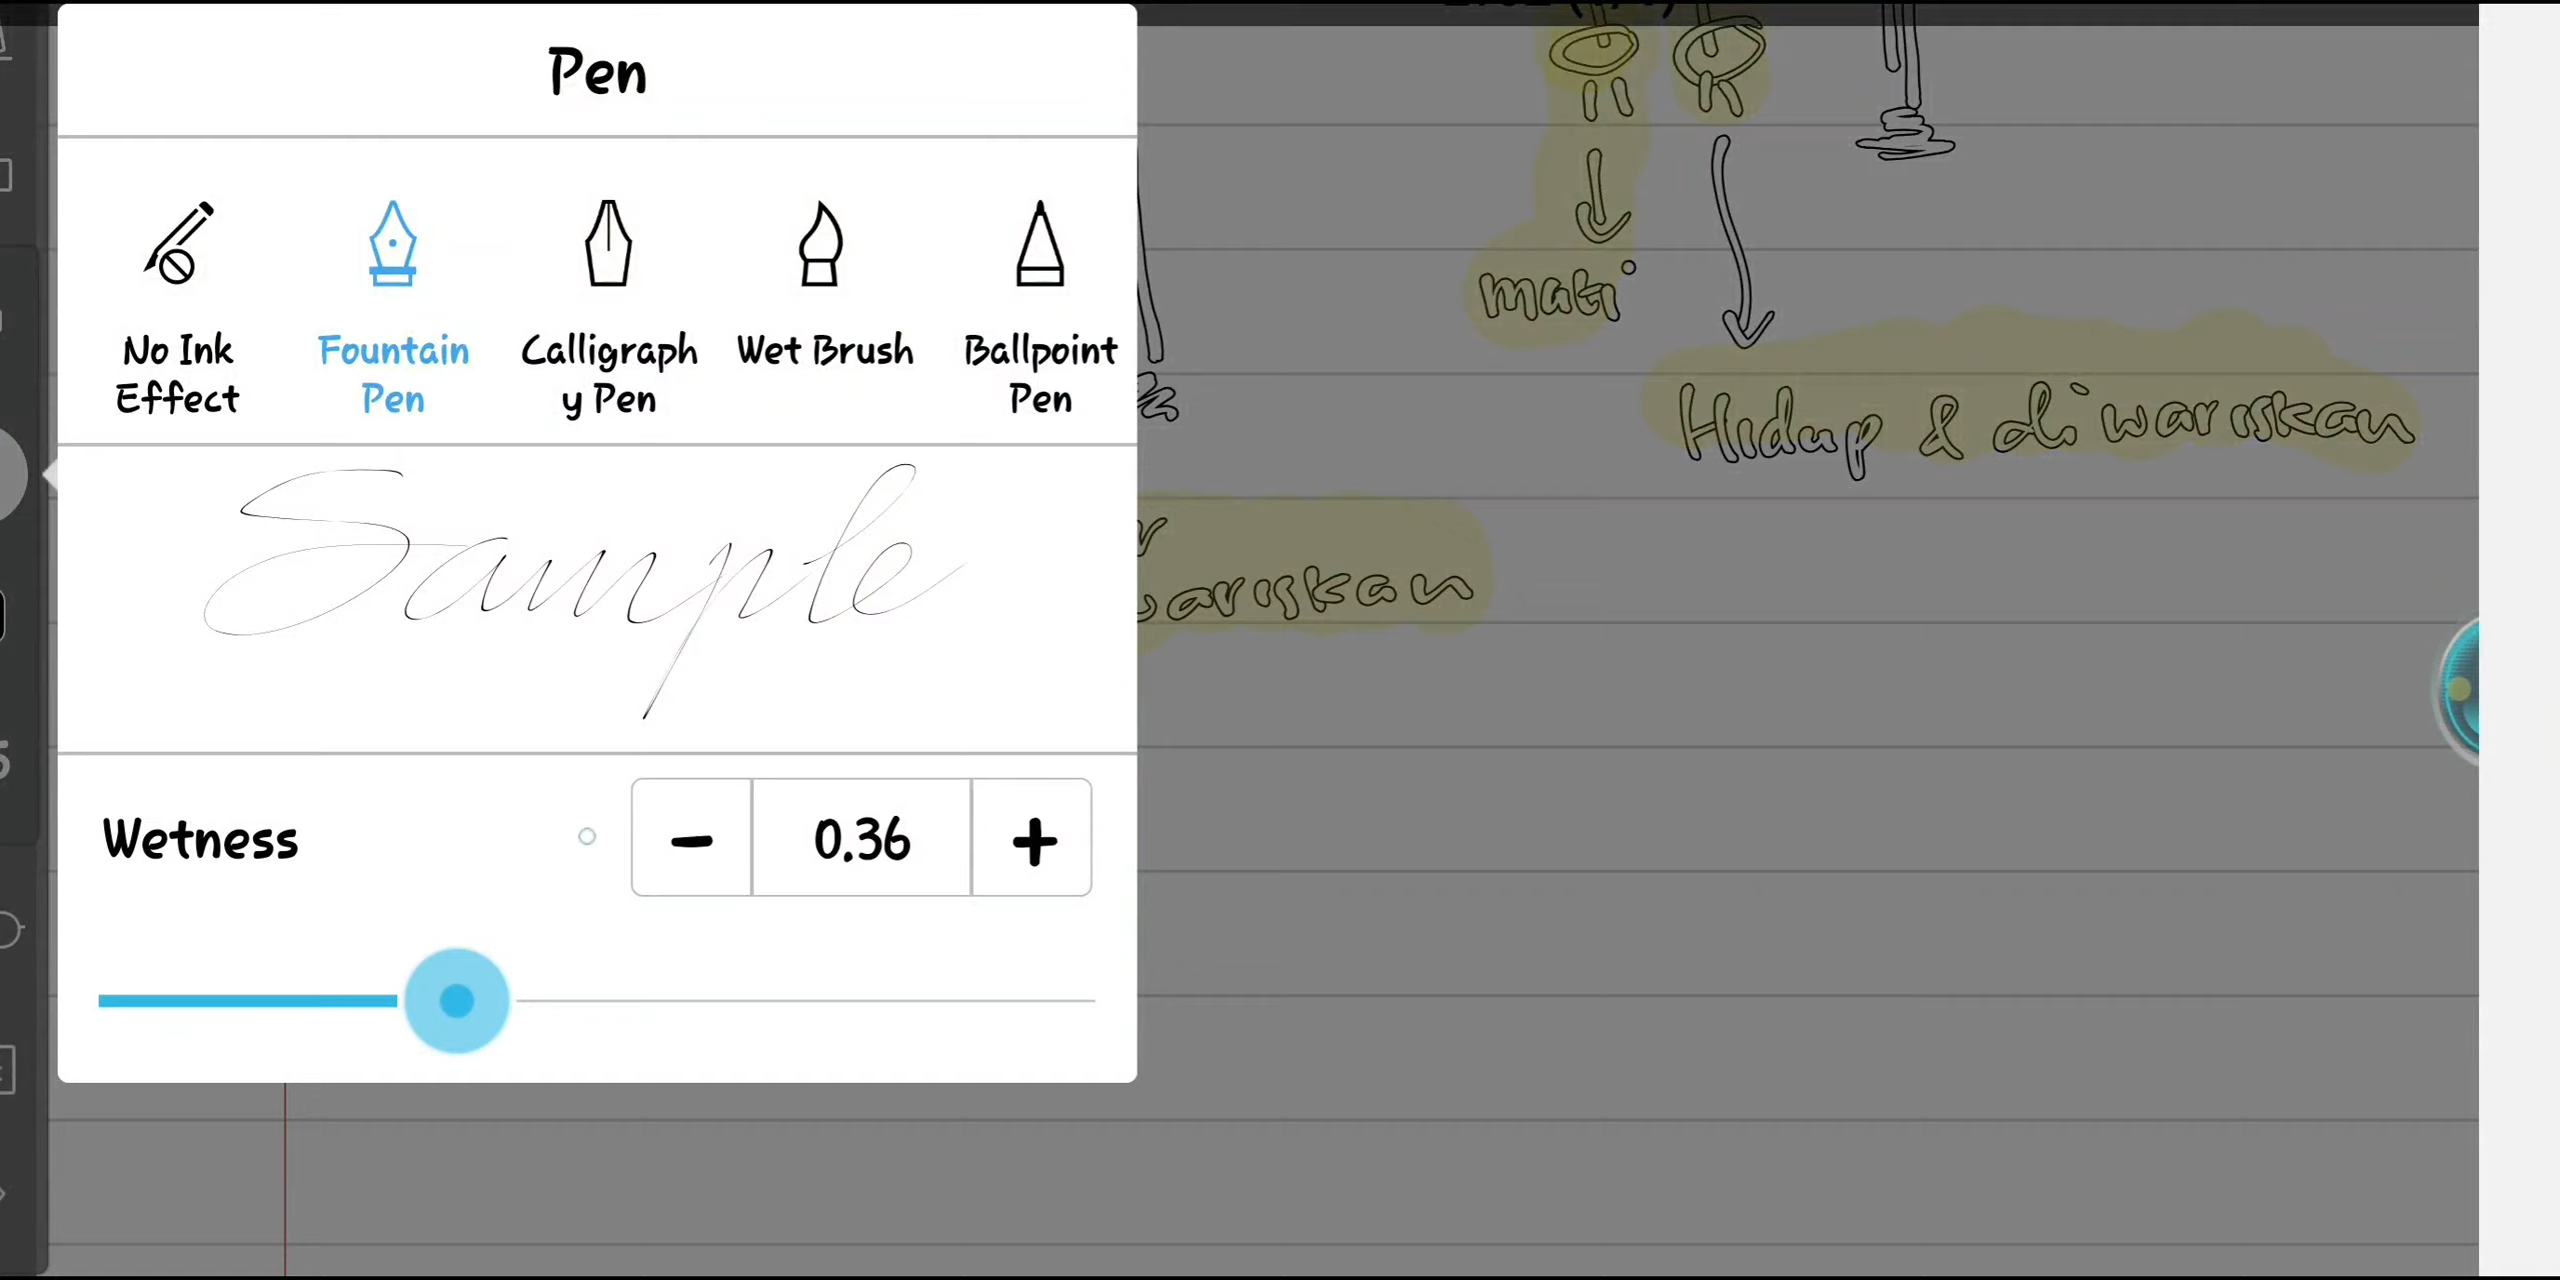 Pen
No Ink Effect
Fountain Pen
Calligraph
y Pen
Wet Brush
Ballpoint Pen
Sample
Wetness
− 0.36 +
mati
Hidup & diwariskan
wariskan